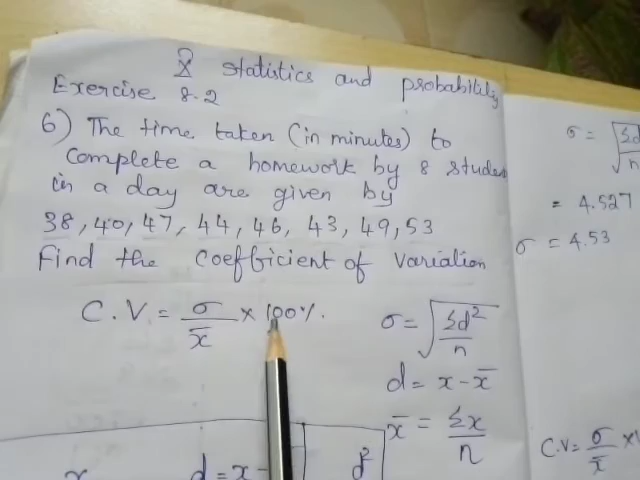 8 statistics and probability
Exercise 8.2
6) The time taken (in minutes) to
complete a homework by 8 students
in a day are given by
38, 40, 47, 44, 46, 43, 49, 53
Find the coefficient of variation
C.V = σ/x̄ × 100%.
σ = √Σd²/n
d = x - x̄
x̄ = Σx/n
x d = x- d²
σ = √Σd/n
= 4.527
σ = 4.53
C.V = σ/x̄ ×1